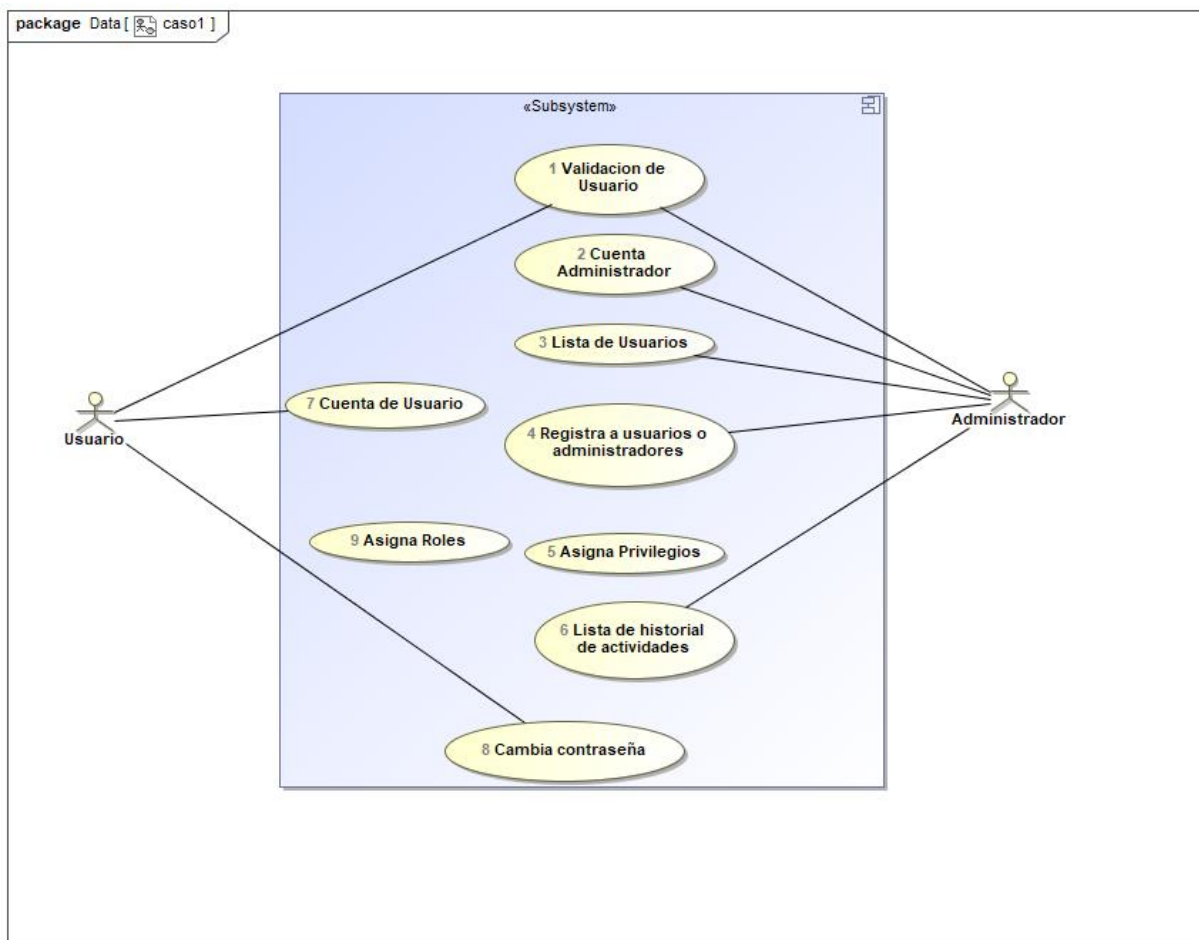 package Data [ caso1 ]
«Subsystem»
1 Validacion de
Usuario
2 Cuenta
Administrador
3 Lista de Usuarios
7 Cuenta de Usuario
Usuario
Administrador
4 Registra a usuarios o
administradores
9 Asigna Roles
5 Asigna Privilegios
6 Lista de historial
de actividades
8 Cambia contraseña